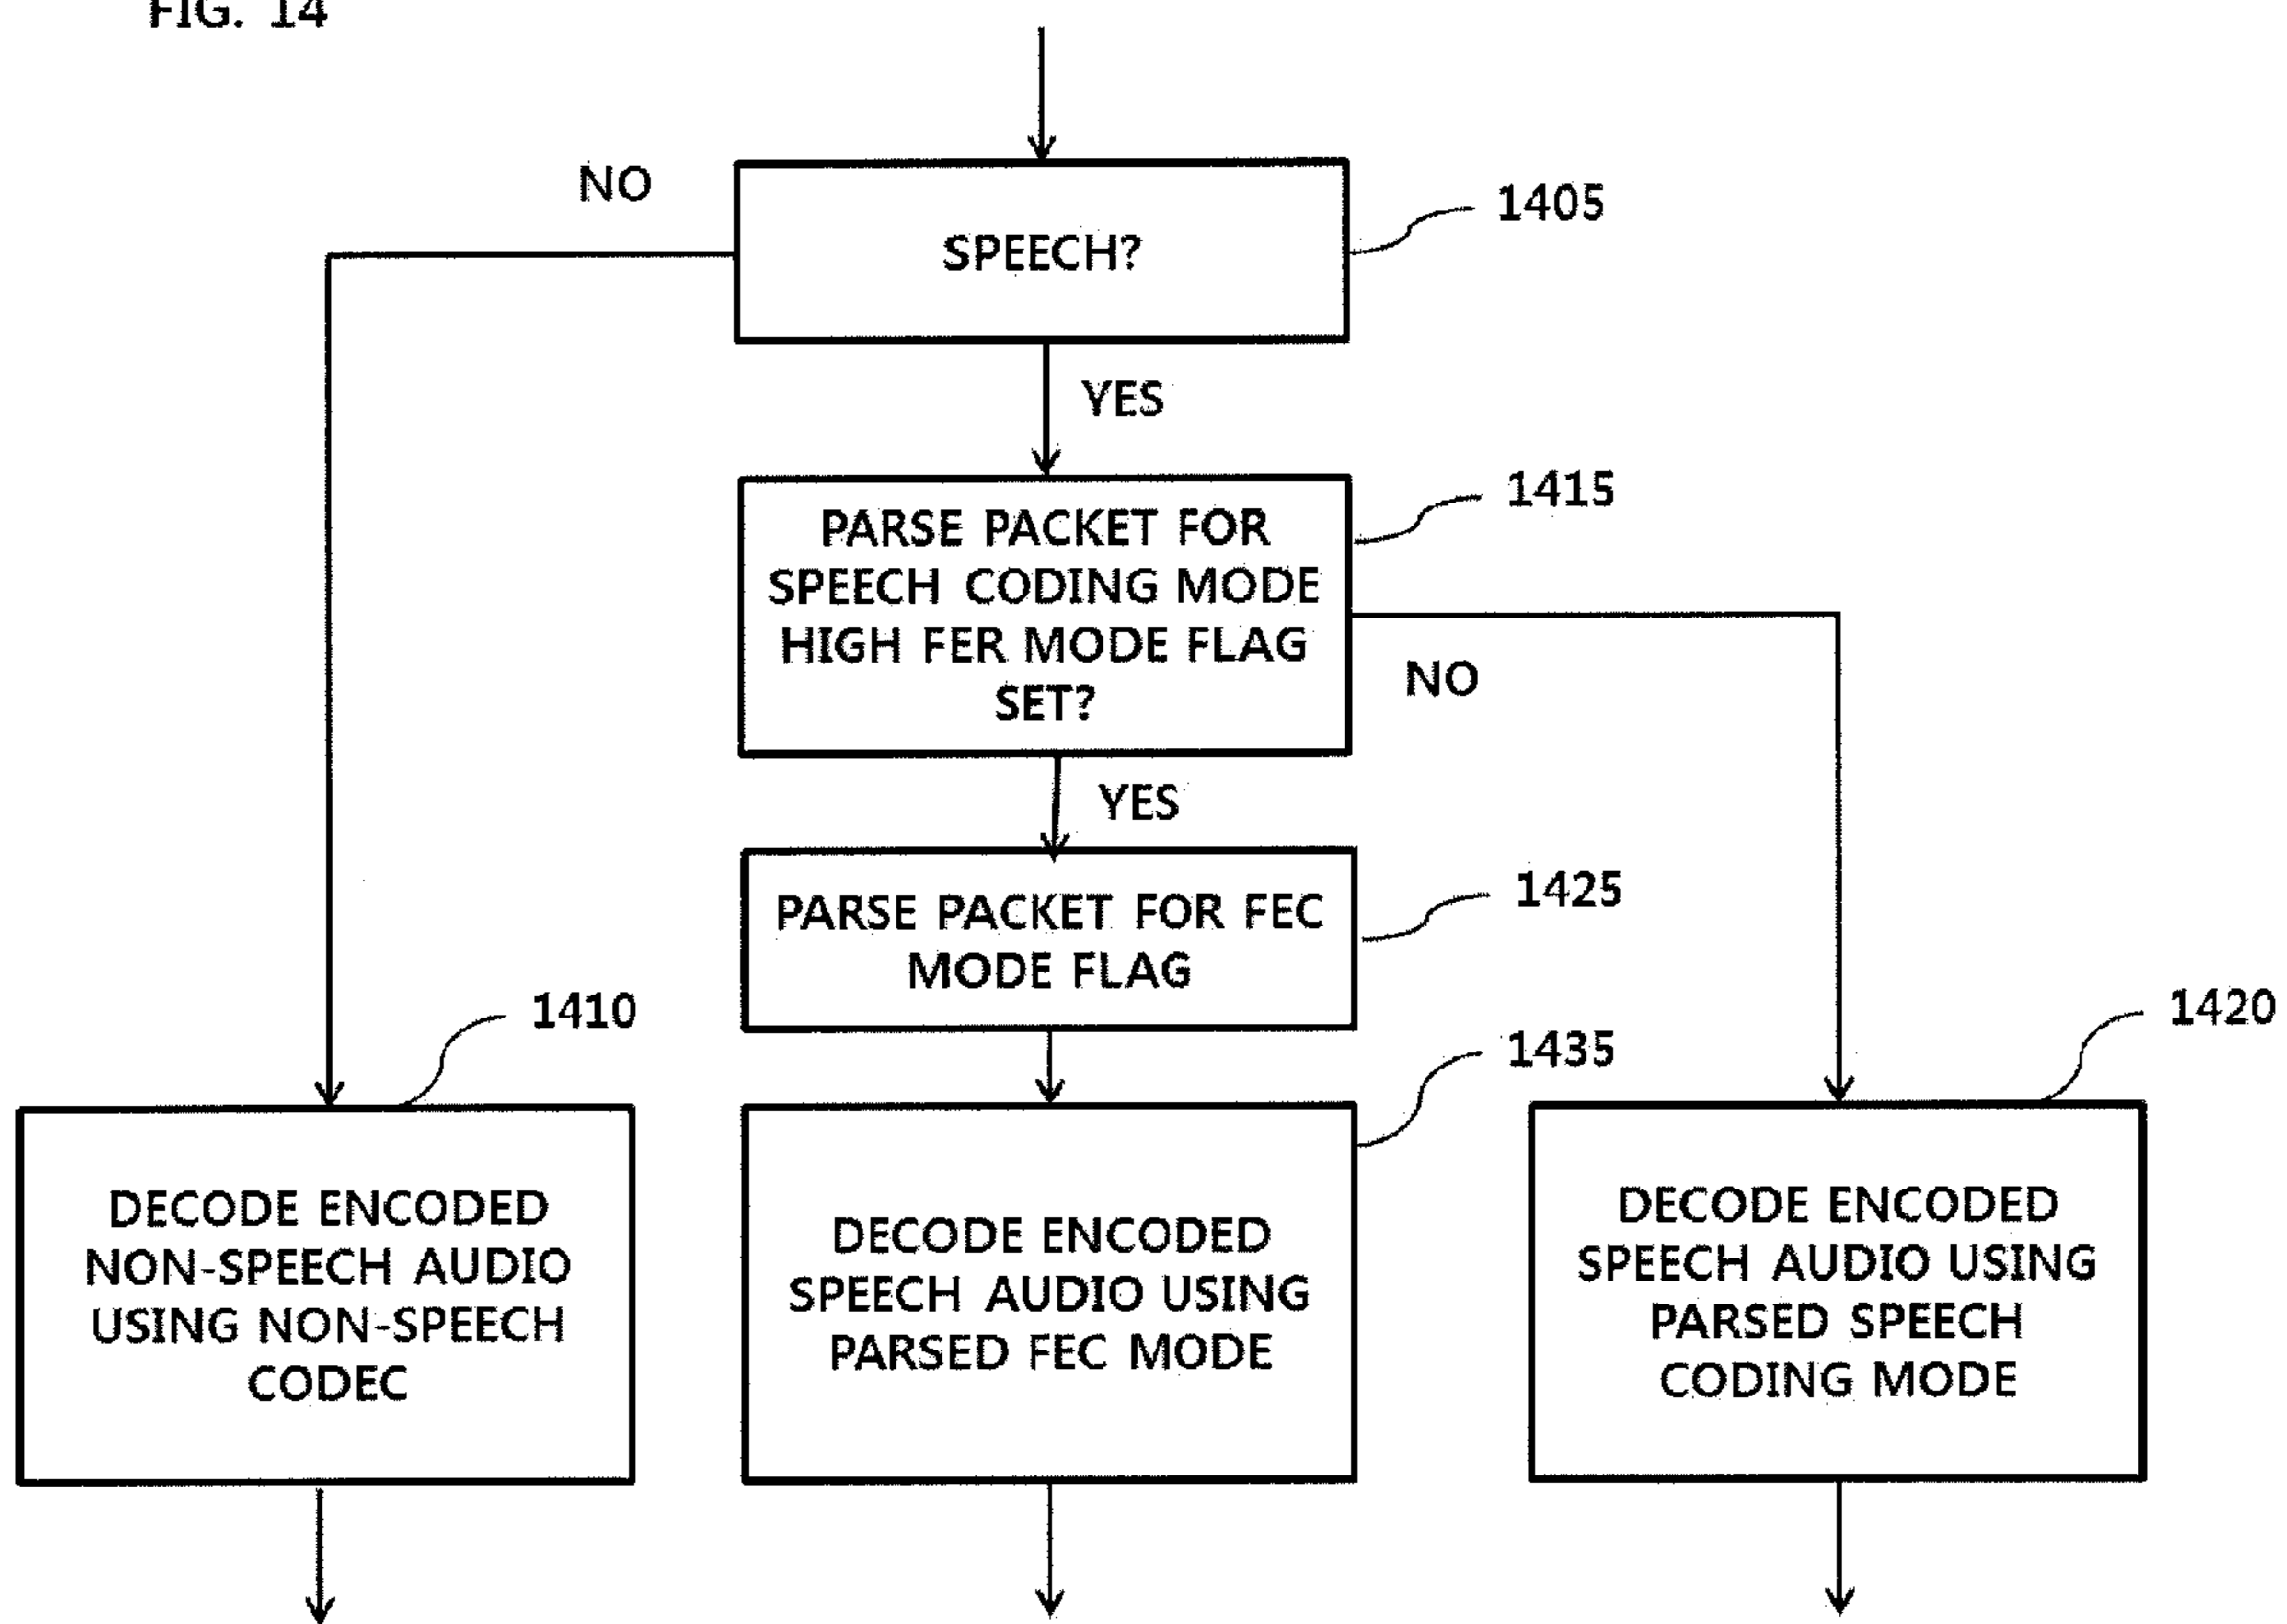 FIG. 14
NO
SPEECH?
1405
YES
PARSE PACKET FOR
SPEECH CODING MODE
HIGH FER MODE FLAG
SET?
1415
NO
YES
PARSE PACKET FOR FEC
MODE FLAG
1425
1410
1435
1420
DECODE ENCODED
NON-SPEECH AUDIO
USING NON-SPEECH
CODEC
DECODE ENCODED
SPEECH AUDIO USING
PARSED FEC MODE
DECODE ENCODED
SPEECH AUDIO USING
PARSED SPEECH
CODING MODE